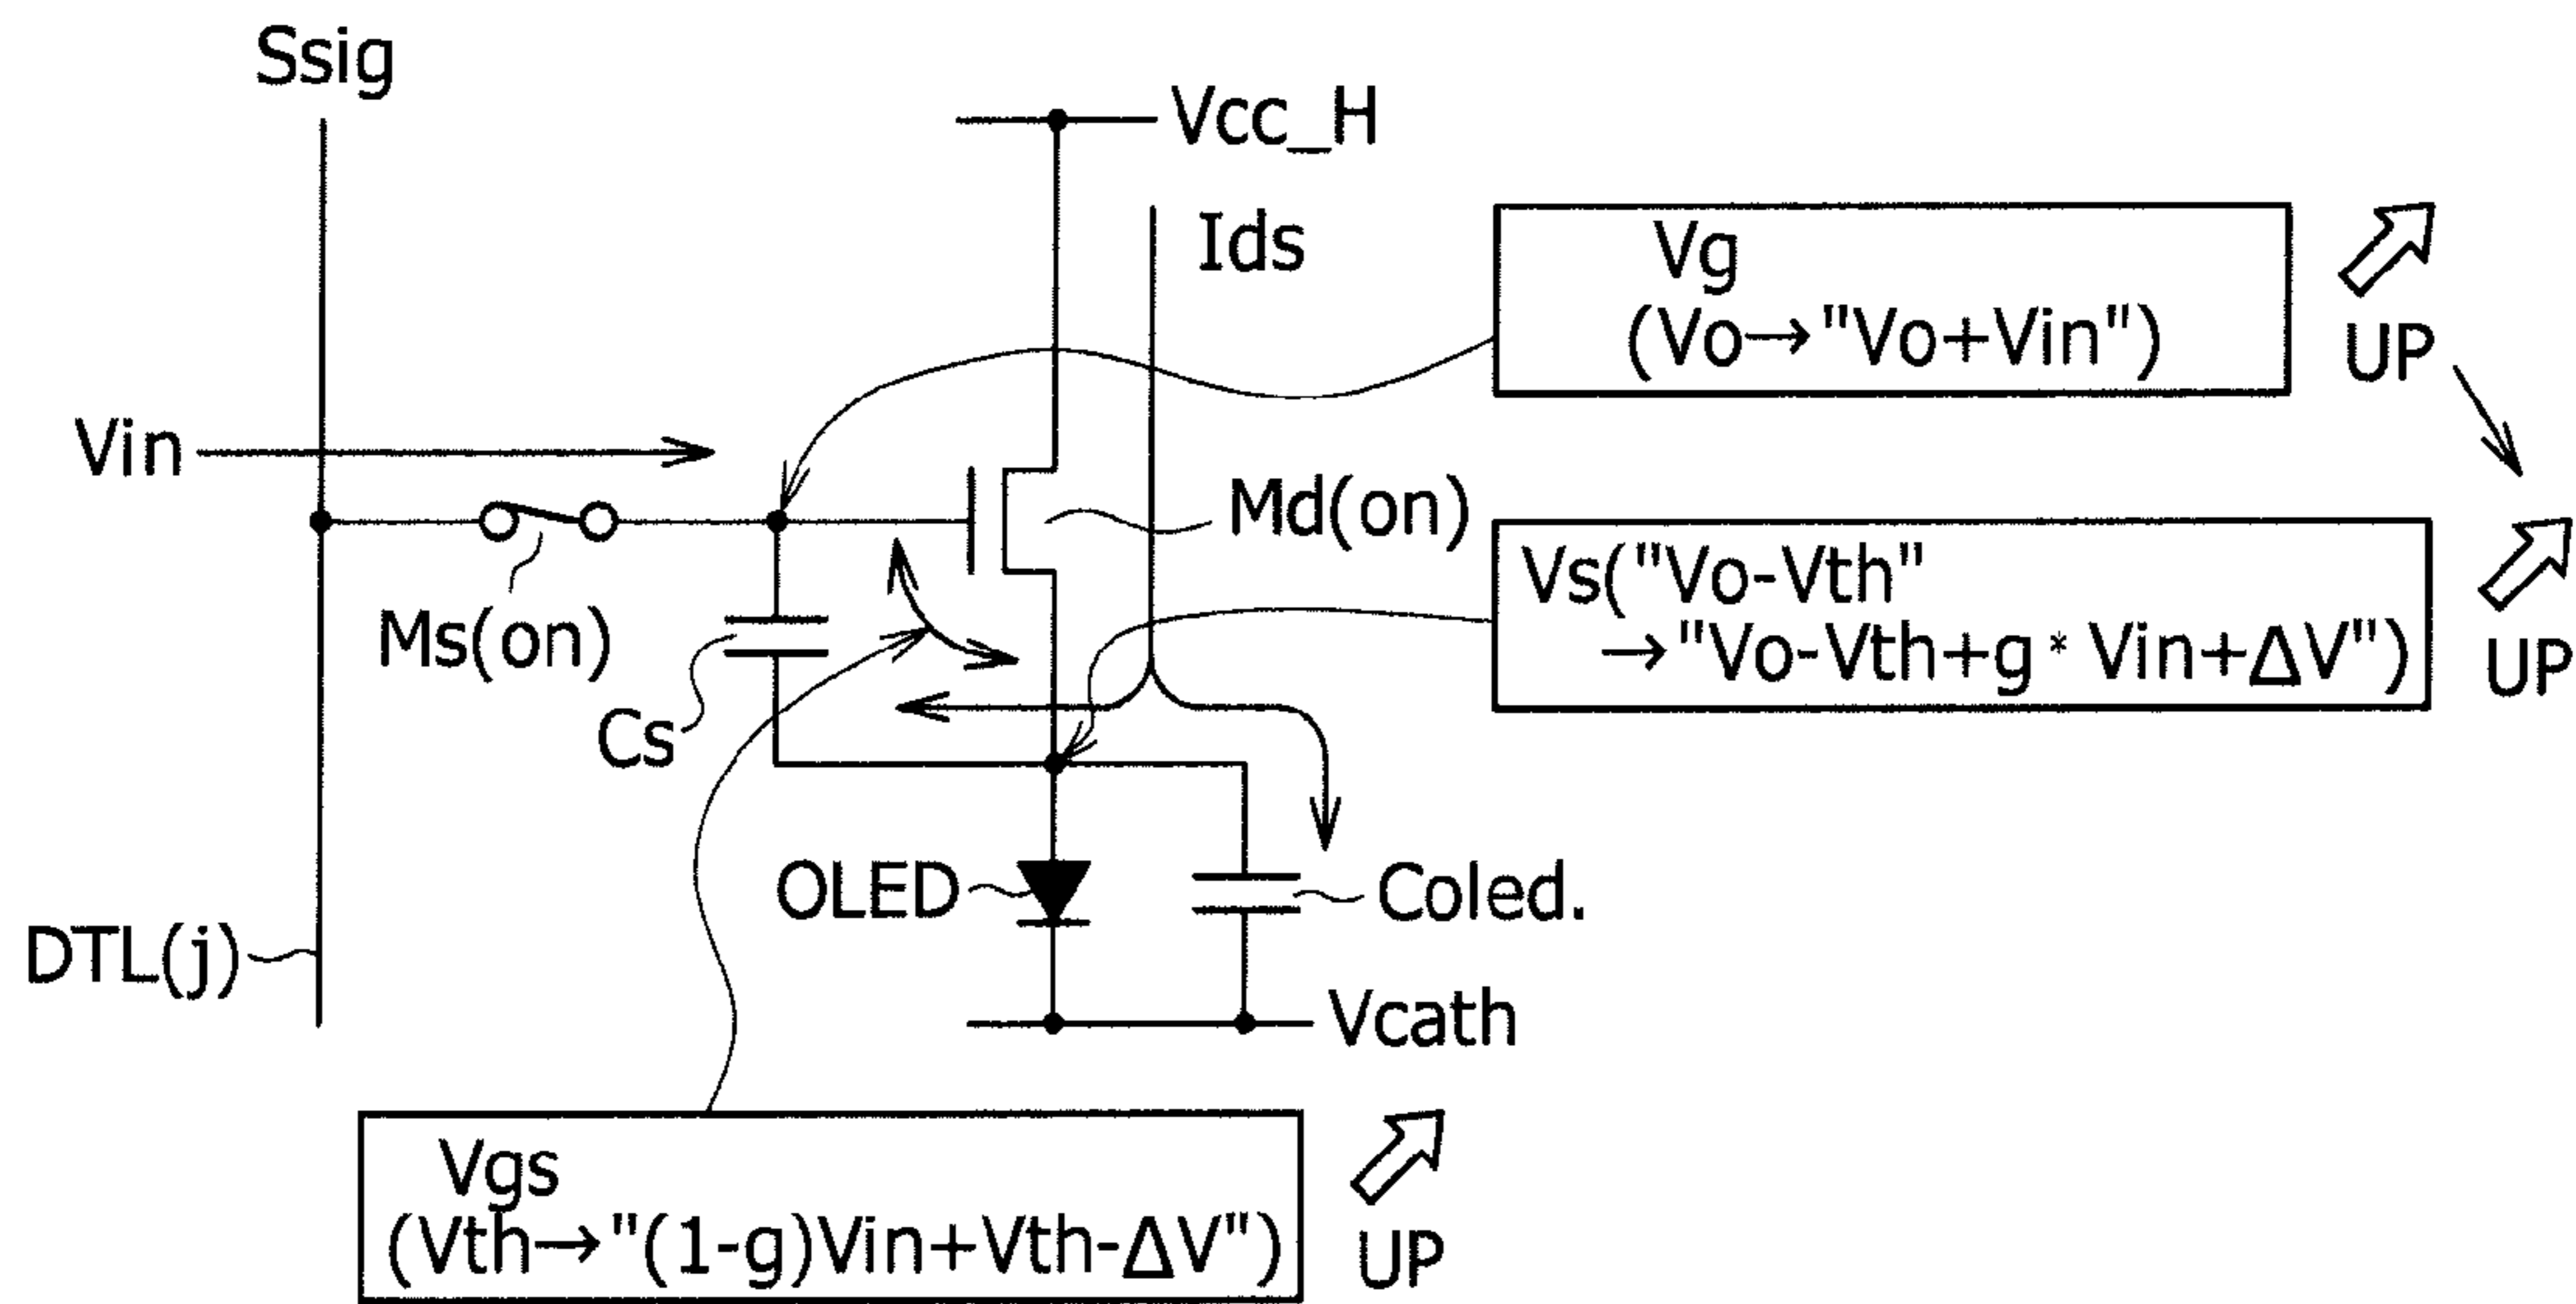 Ssig
Vcc_H
Ids
Vg
(Vo→"Vo+Vin")
UP
Vin
Md(on)
Vs("Vo-Vth"
→"Vo-Vth+g*Vin+ΔV")
UP
Ms(on)
Cs
OLED
Coled.
DTL(j)
Vcath
Vgs
(Vth→"(1-g)Vin+Vth-ΔV")
UP